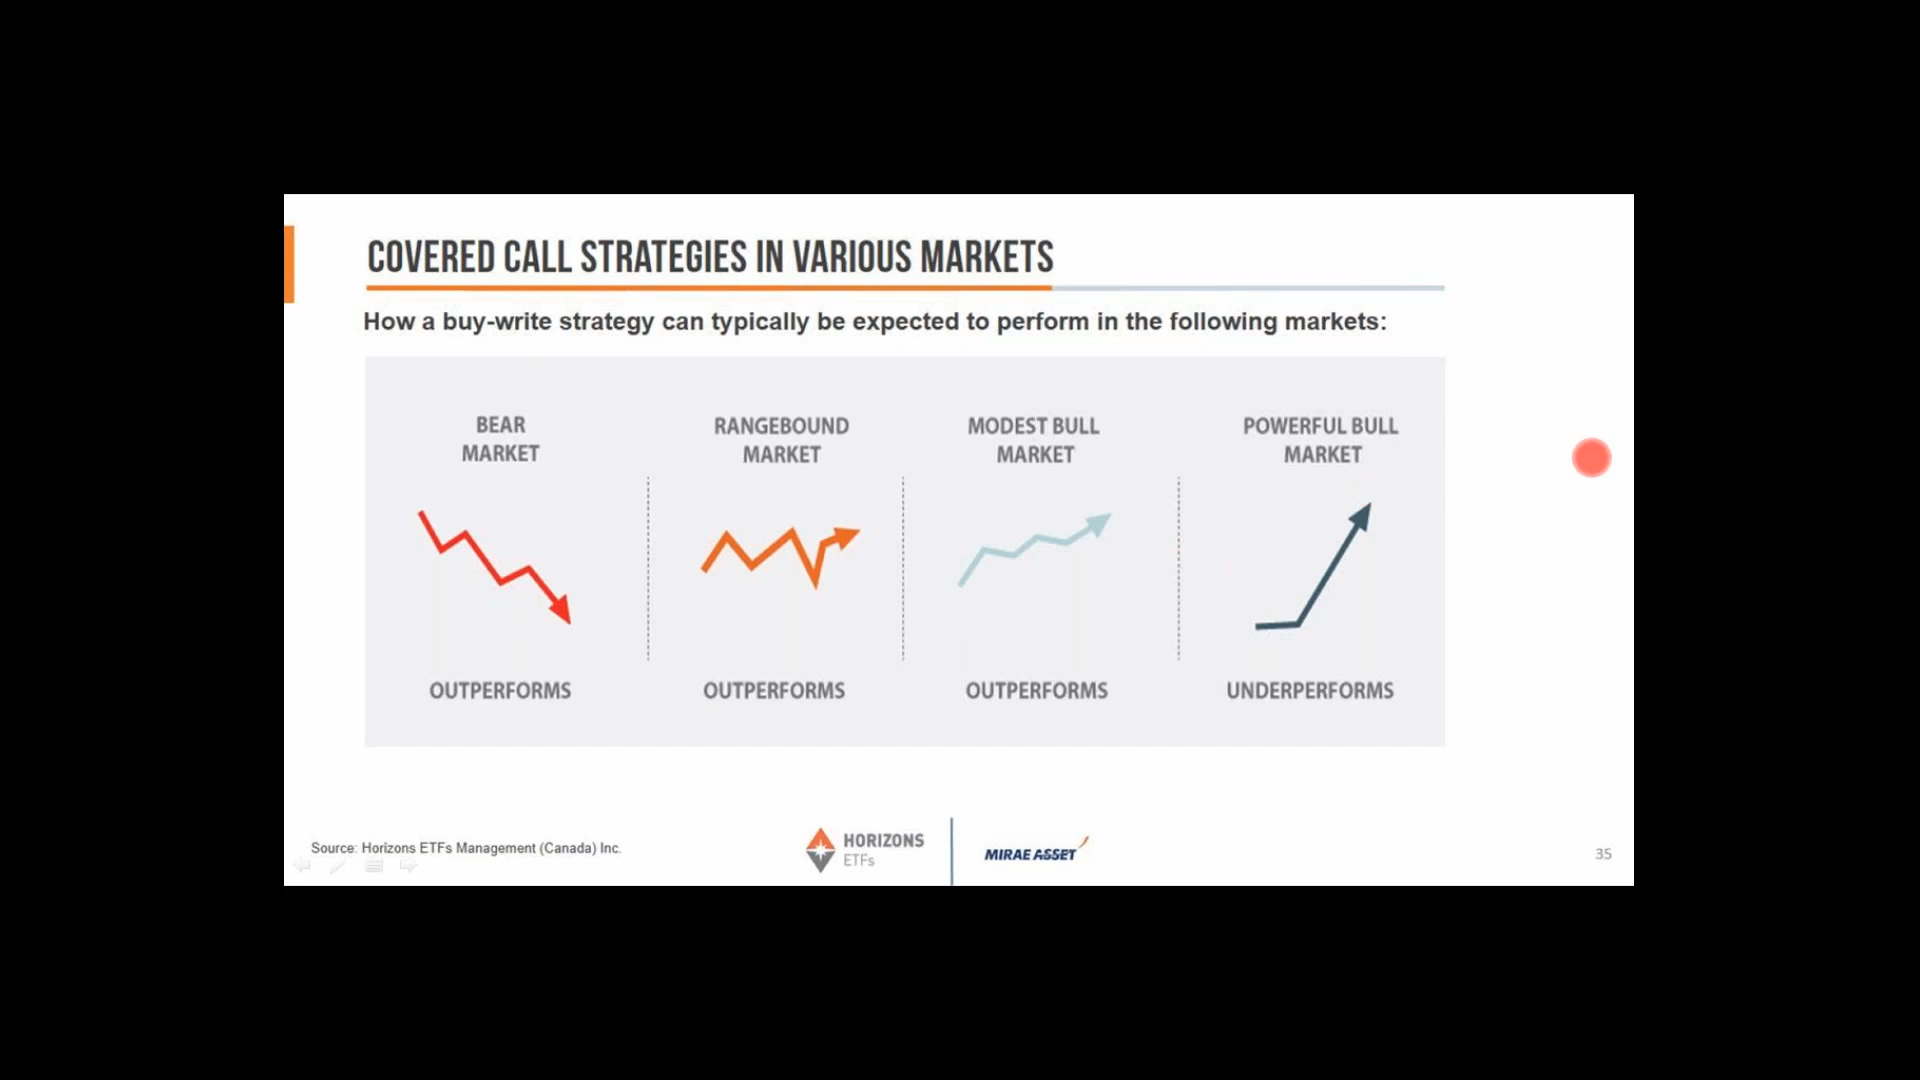 COVERED CALL STRATEGIES IN VARIOUS MARKETS
How a buy-write strategy can typically be expected to perform in the following markets:
BEAR
MARKET
RANGEBOUND
MARKET
MODEST BULL
MARKET
POWERFUL BULL
MARKET
OUTPERFORMS
OUTPERFORMS
OUTPERFORMS
UNDERPERFORMS
Source: Horizons ETFs Management (Canada) Inc.
HORIZONS
ETFs
MIRAE ASSET
35